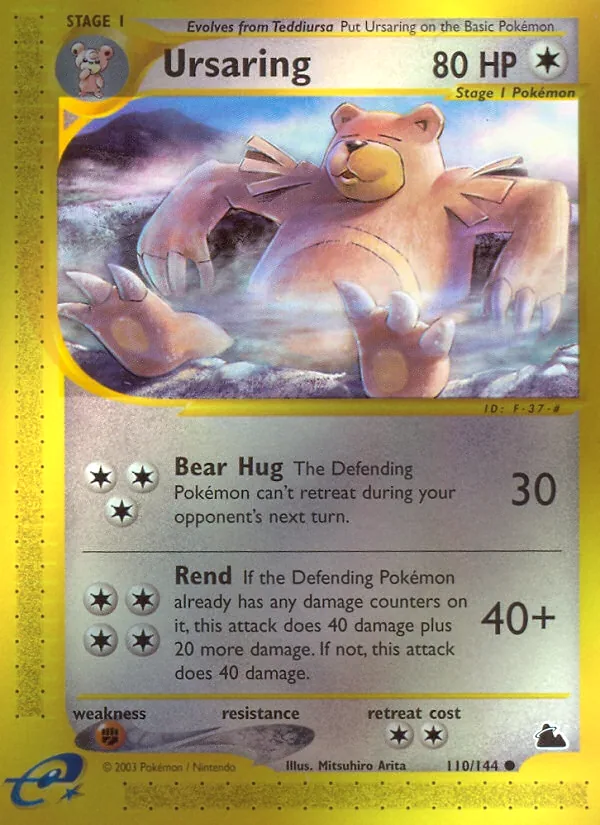 STAGE 1
Evolves from Teddiursa Put Ursaring on the Basic Pokémon
Ursaring
80 HP
Stage 1 Pokémon
ID: F-37-#
Bear Hug The Defending
Pokémon can't retreat during your
opponent's next turn.
30
Rend If the Defending Pokémon
already has any damage counters on
it, this attack does 40 damage plus
20 more damage. If not, this attack
does 40 damage.
40+
weakness resistance retreat cost
© 2003 Pokémon / Nintendo Illus. Mitsuhiro Arita 110/144
e